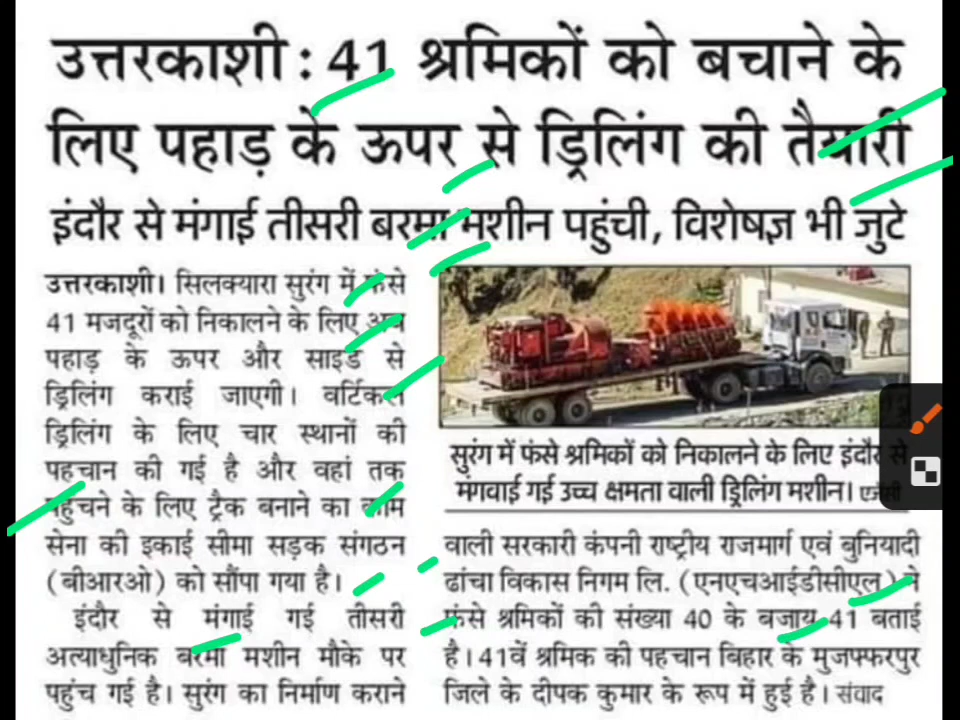 उत्तरकाशी : 41 श्रमिकों को बचाने के
लिए पहाड़ के ऊपर से ड्रिलिंग की तैयारी
इंदौर से मंगाई तीसरी बरमा मशीन पहुंची, विशेषज्ञ भी जुटे
उत्तरकाशी। सिलक्यारा सुरंग में फंसे
41 मजदूरों को निकालने के लिए अब
पहाड़ के ऊपर और साइड से
ड्रिलिंग कराई जाएगी। वर्टिकल
ड्रिलिंग के लिए चार स्थानों की
पहचान की गई है और वहां तक
पहुंचने के लिए ट्रैक बनाने का काम
सेना की इकाई सीमा सड़क संगठन
(बीआरओ) को सौंपा गया है।
इंदौर से मंगाई गई तीसरी
अत्याधुनिक बरमा मशीन मौके पर
पहुंच गई है। सुरंग का निर्माण कराने
सुरंग में फंसे श्रमिकों को निकालने के लिए इंदौर से
मंगवाई गई उच्च क्षमता वाली ड्रिलिंग मशीन। एजेंसी
वाली सरकारी कंपनी राष्ट्रीय राजमार्ग एवं बुनियादी
ढांचा विकास निगम लि. (एनएचआईडीसीएल) ने
फंसे श्रमिकों की संख्या 40 के बजाय 41 बताई
है। 41वें श्रमिक की पहचान बिहार के मुजफ्फरपुर
जिले के दीपक कुमार के रूप में हुई है। संवाद